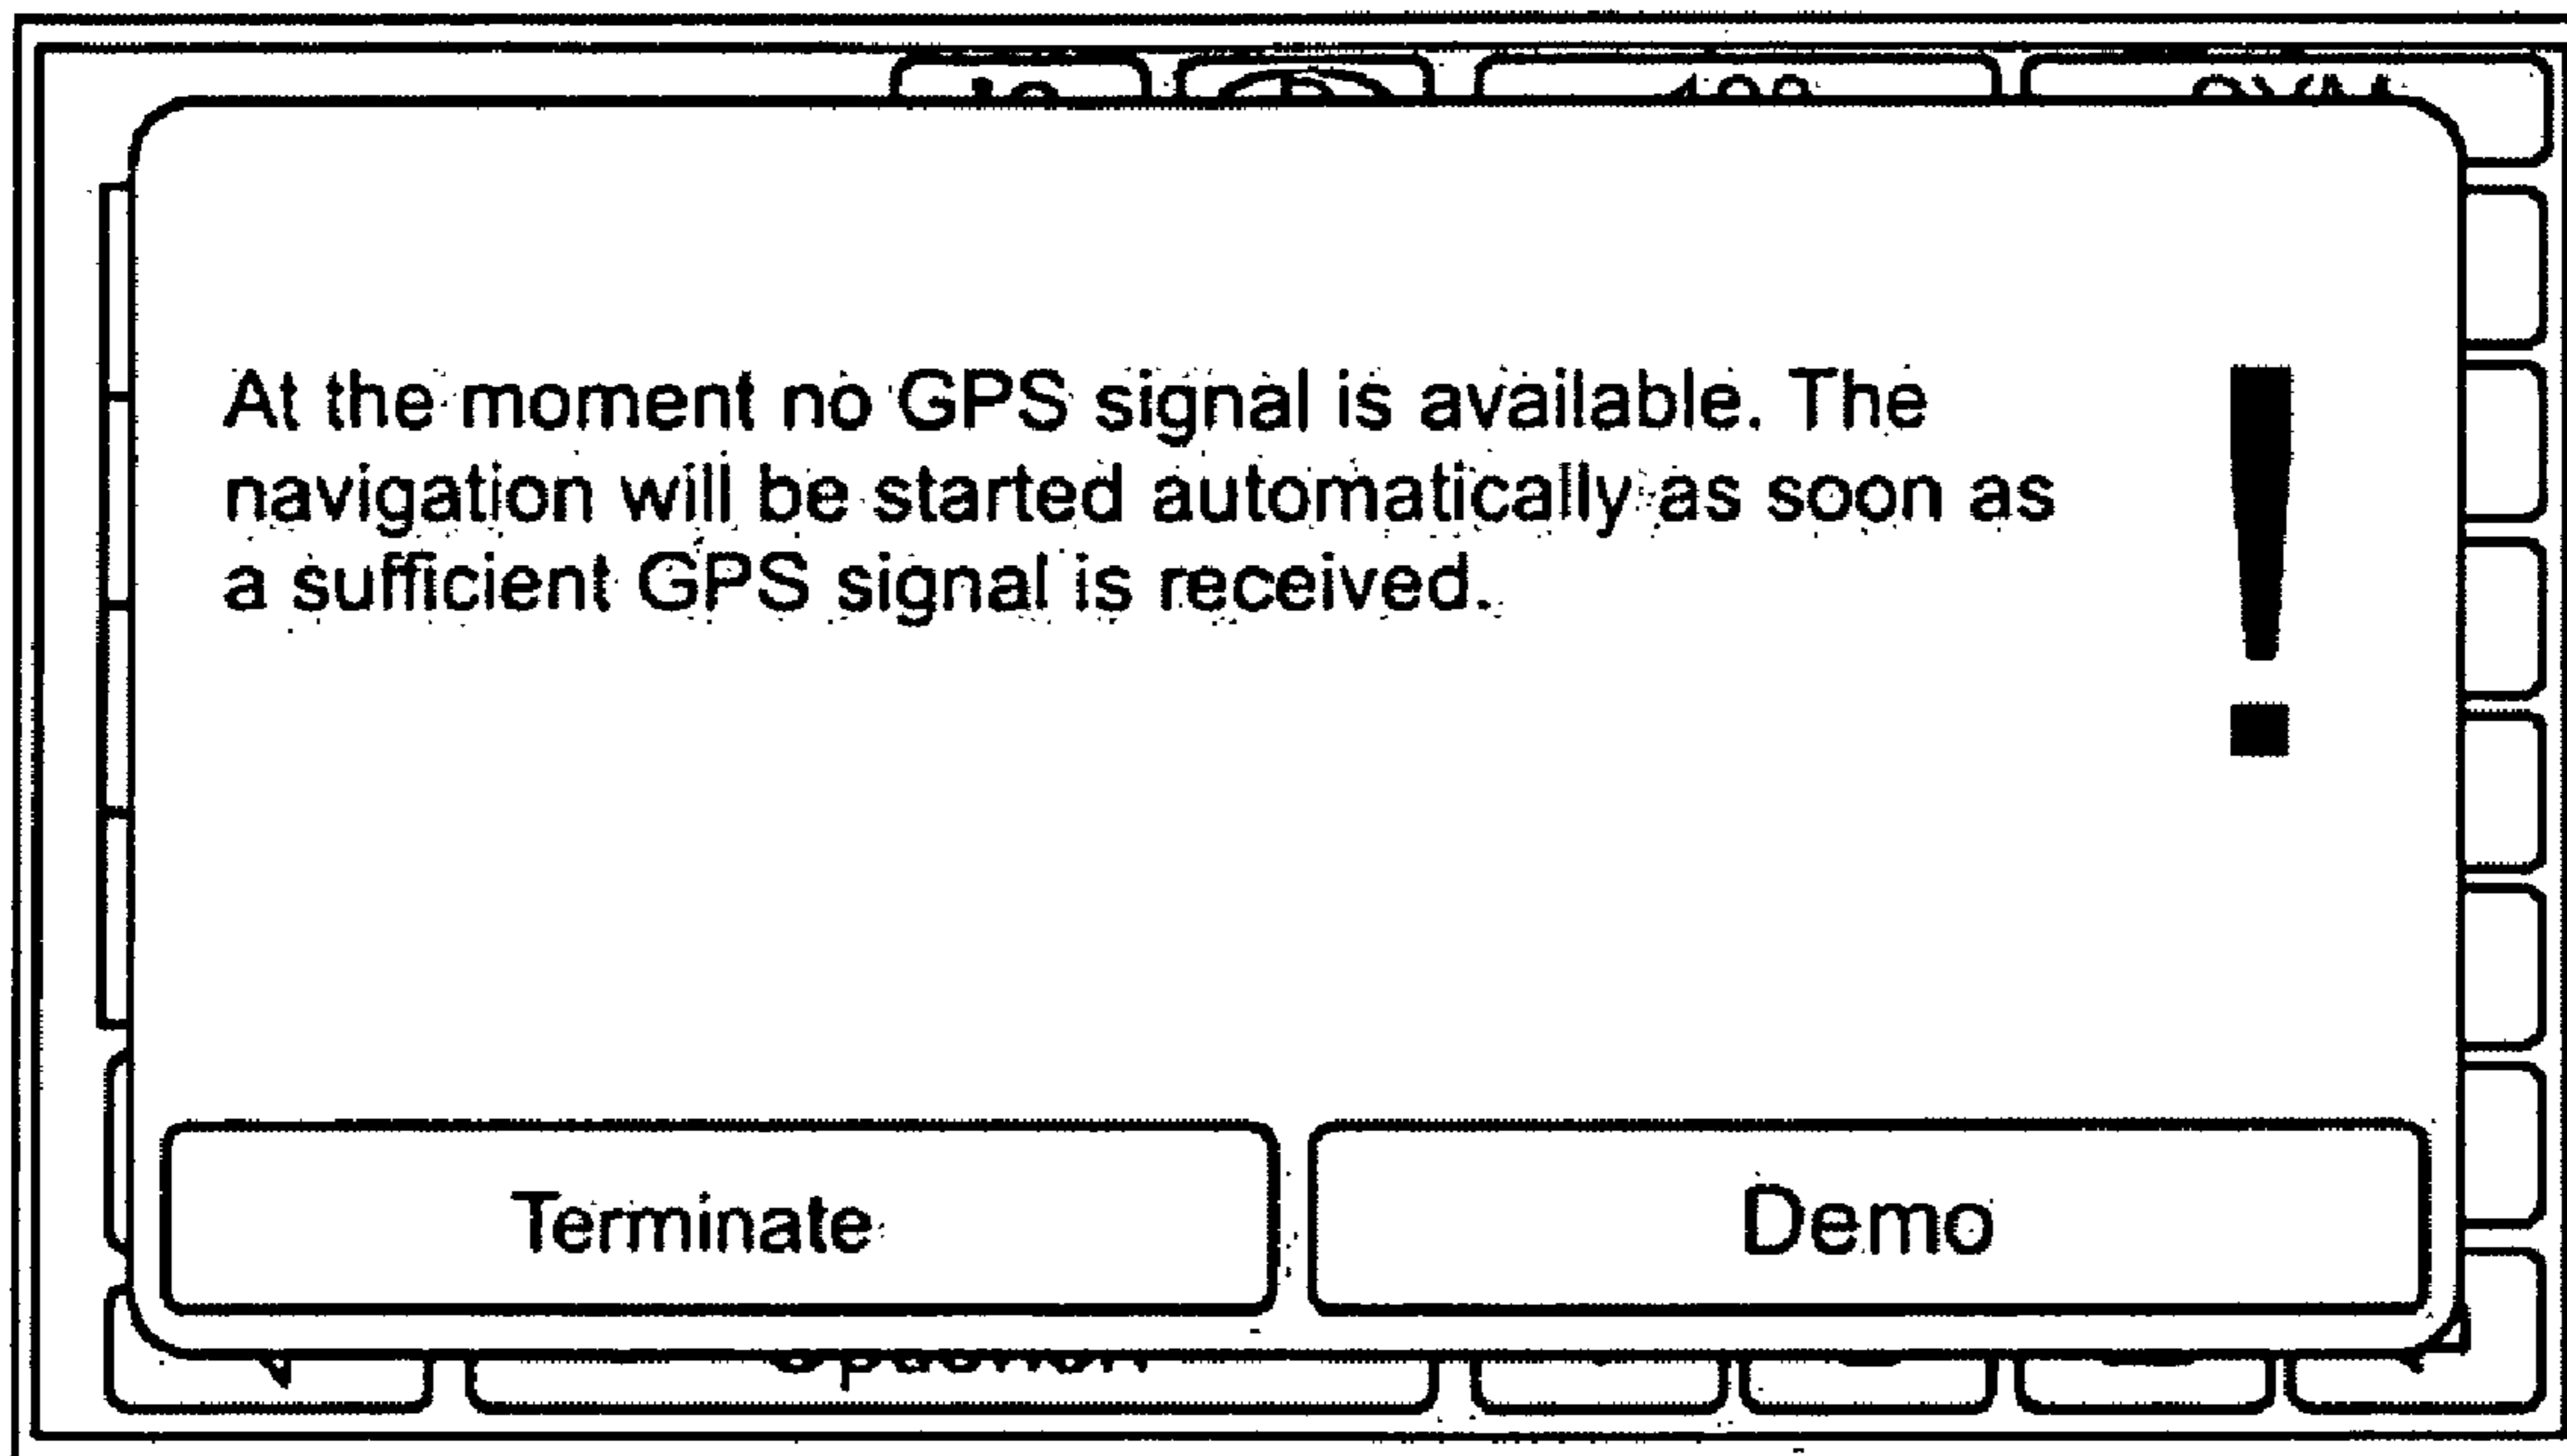 At the moment no GPS signal is available. The
navigation will be started automatically as soon as
a sufficient GPS signal is received.
!
Terminate
Demo